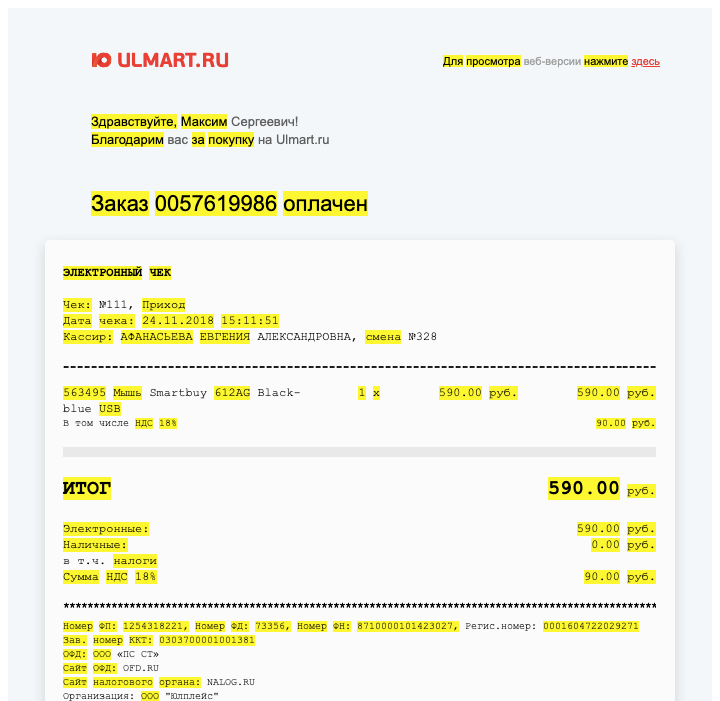 ULMART.RU
Для просмотра веб-версии нажмите здесь
Здравствуйте, Максим Сергеевич!
Благодарим вас за покупку на Ulmart.ru
Заказ 0057619986 оплачен
ЭЛЕКТРОННЫЙ ЧЕК
Чек: №111, Приход
Дата чека: 24.11.2018 15:11:51
Кассир: АФАНАСЬЕВА ЕВГЕНИЯ АЛЕКСАНДРОВНА, смена №328
563495 Мышь Smartbuy 612AG Black- 1 x 590.00 руб. 590.00 руб.
blue USB
В том числе НДС 18% 90.00 руб.
ИТОГ 590.00 руб.
Электронные: 590.00 руб.
Наличные: 0.00 руб.
в т.ч. налоги
Сумма НДС 18% 90.00 руб.
Номер ФП: 1254318221, Номер ФД: 73356, Номер ФН: 8710000101423027, Регис.номер: 0001604722029271
Зав. номер ККТ: 0303700001001381
ОФД: ООО «ПС СТ»
Сайт ОФД: OFD.RU
Сайт налогового органа: NALOG.RU
Организация: ООО "Юлплейс"